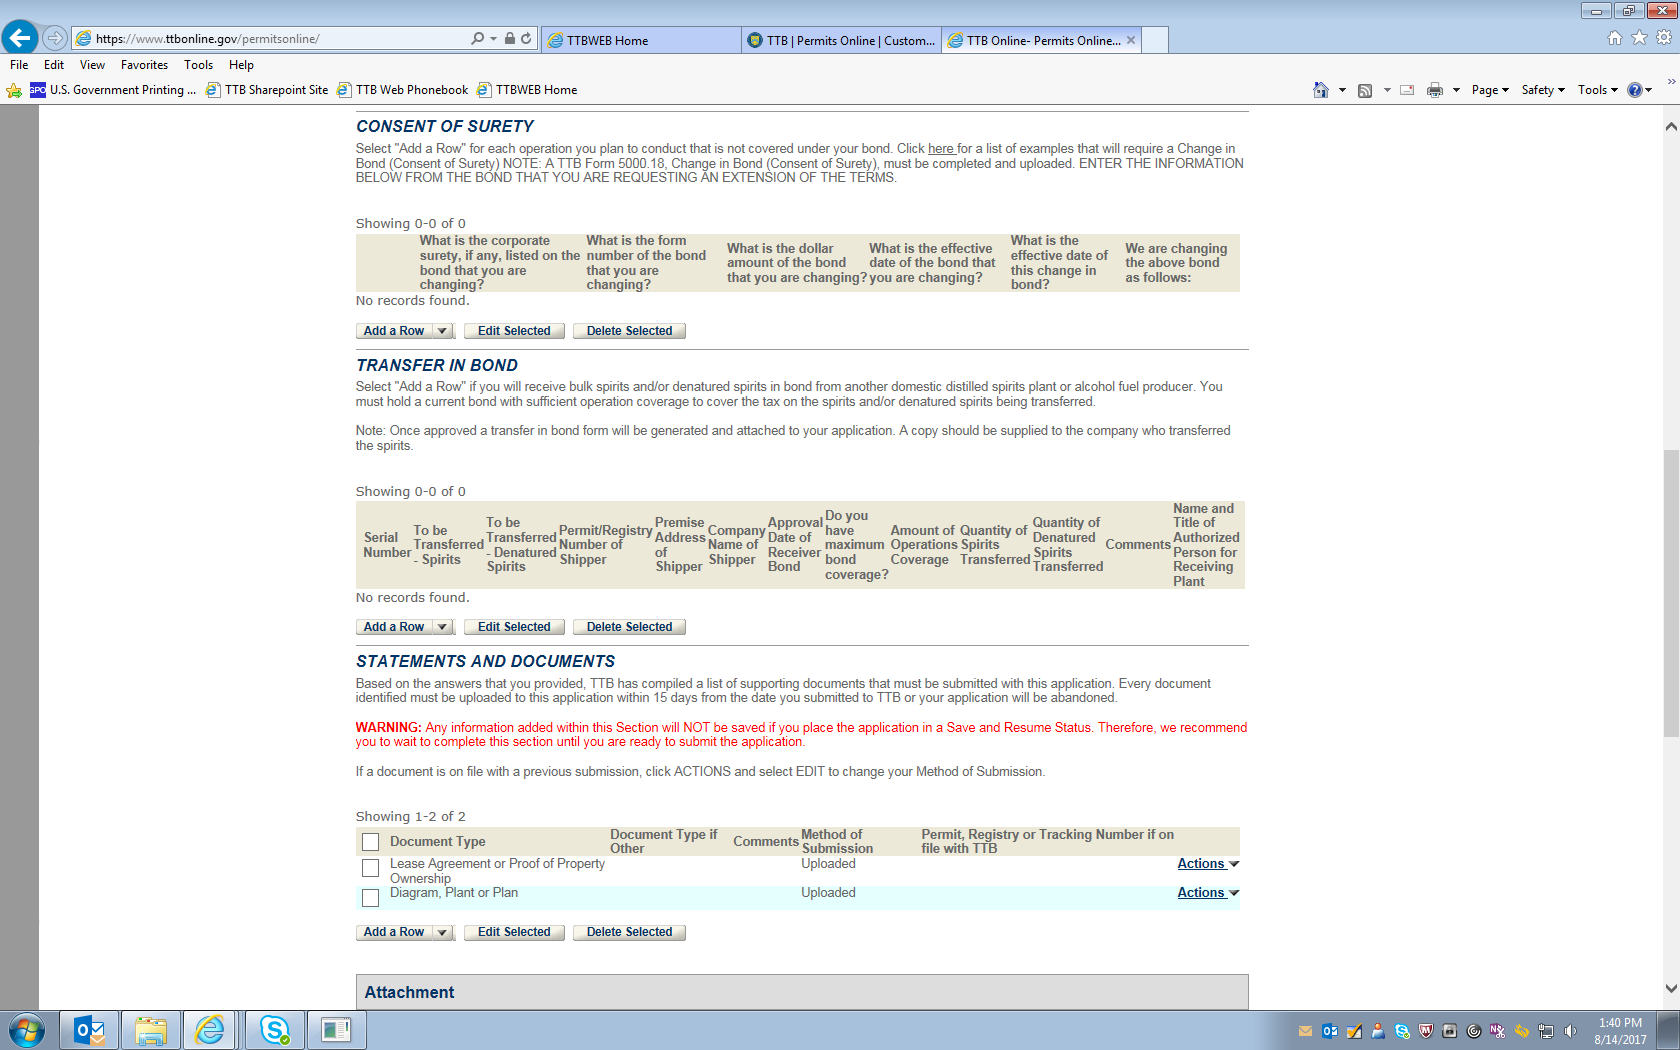 https://www.ttbonline.gov/permitsonline/
TTBWEB Home
TTB | Permits Online | Custom...
TTB Online- Permits Online...
File Edit View Favorites Tools Help
GPO U.S. Government Printing ... TTB Sharepoint Site TTB Web Phonebook TTBWEB Home
Page Safety Tools
CONSENT OF SURETY
Select "Add a Row" for each operation you plan to conduct that is not covered under your bond. Click here for a list of examples that will require a Change in
Bond (Consent of Surety) NOTE: A TTB Form 5000.18, Change in Bond (Consent of Surety), must be completed and uploaded. ENTER THE INFORMATION
BELOW FROM THE BOND THAT YOU ARE REQUESTING AN EXTENSION OF THE TERMS.
Showing 0-0 of 0
What is the corporate surety, if any, listed on the bond that you are changing?
What is the form number of the bond that you are changing?
What is the dollar amount of the bond that you are changing?
What is the effective date of the bond that you are changing?
What is the effective date of this change in bond?
We are changing the above bond as follows:
No records found.
Add a Row Edit Selected Delete Selected
TRANSFER IN BOND
Select "Add a Row" if you will receive bulk spirits and/or denatured spirits in bond from another domestic distilled spirits plant or alcohol fuel producer. You
must hold a current bond with sufficient operation coverage to cover the tax on the spirits and/or denatured spirits being transferred.
Note: Once approved a transfer in bond form will be generated and attached to your application. A copy should be supplied to the company who transferred
the spirits.
Showing 0-0 of 0
Serial Number
To be Transferred - Spirits
To be Transferred - Denatured Spirits
Permit/Registry Number of Shipper
Premise Address of Shipper
Company Name of Shipper
Approval Date of Receiver Bond
Do you have maximum bond coverage?
Amount of Operations Coverage
Quantity of Spirits Transferred
Quantity of Denatured Spirits Transferred
Comments
Name and Title of Authorized Person for Receiving Plant
No records found.
Add a Row Edit Selected Delete Selected
STATEMENTS AND DOCUMENTS
Based on the answers that you provided, TTB has compiled a list of supporting documents that must be submitted with this application. Every document
identified must be uploaded to this application within 15 days from the date you submitted to TTB or your application will be abandoned.
WARNING: Any information added within this Section will NOT be saved if you place the application in a Save and Resume Status. Therefore, we recommend
you to wait to complete this section until you are ready to submit the application.
If a document is on file with a previous submission, click ACTIONS and select EDIT to change your Method of Submission.
Showing 1-2 of 2
Document Type
Document Type if Other
Comments
Method of Submission
Permit, Registry or Tracking Number if on file with TTB
Lease Agreement or Proof of Property Ownership Uploaded Actions
Diagram, Plant or Plan Uploaded Actions
Add a Row Edit Selected Delete Selected
Attachment
1:40 PM
8/14/2017